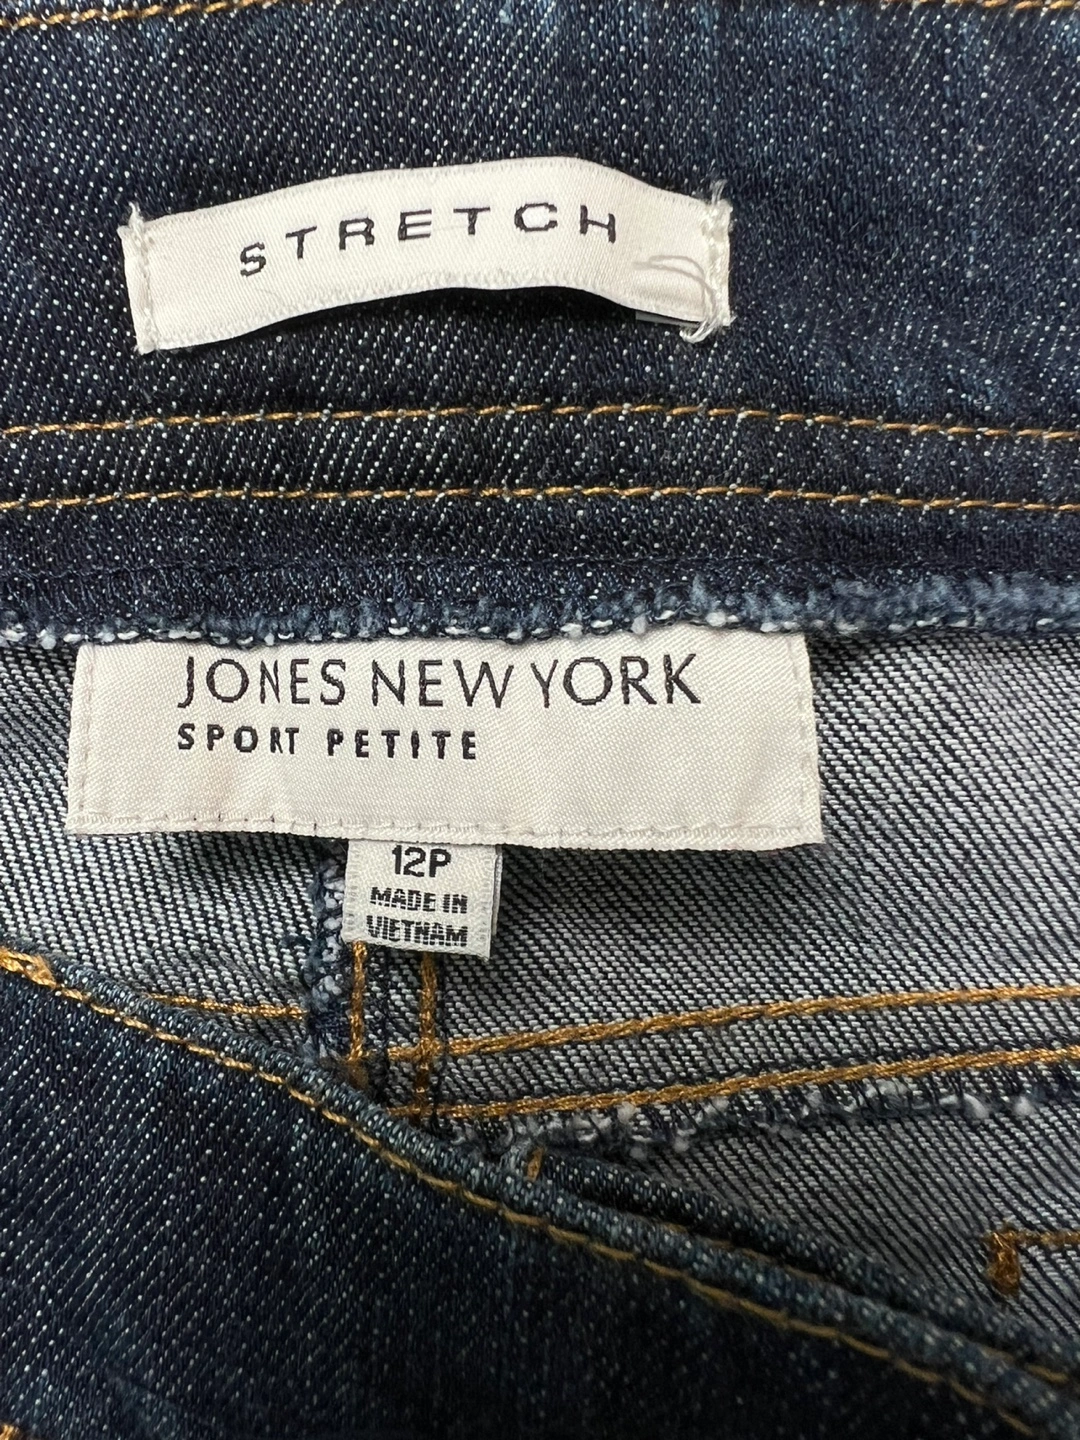 STRETCH
JONES NEW YORK
SPORT PETITE
12P
MADE IN
VIETNAM